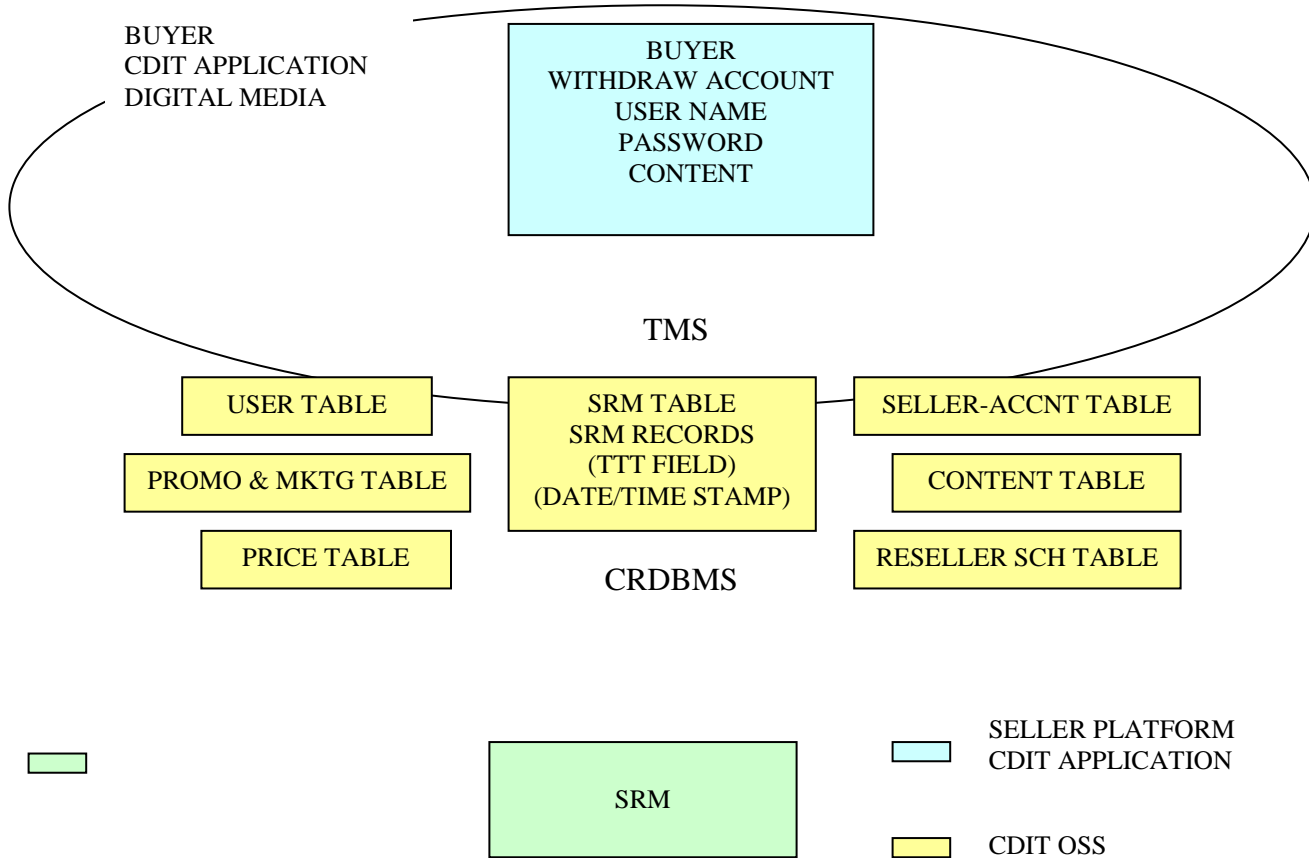 BUYER
CDIT APPLICATION
DIGITAL MEDIA
BUYER
WITHDRAW ACCOUNT
USER NAME
PASSWORD
CONTENT
TMS
USER TABLE
SRM TABLE
SRM RECORDS
(TTT FIELD)
(DATE/TIME STAMP)
SELLER-ACCNT TABLE
PROMO & MKTG TABLE
CONTENT TABLE
PRICE TABLE
RESELLER SCH TABLE
CRDBMS
SRM
SELLER PLATFORM
CDIT APPLICATION
CDIT OSS